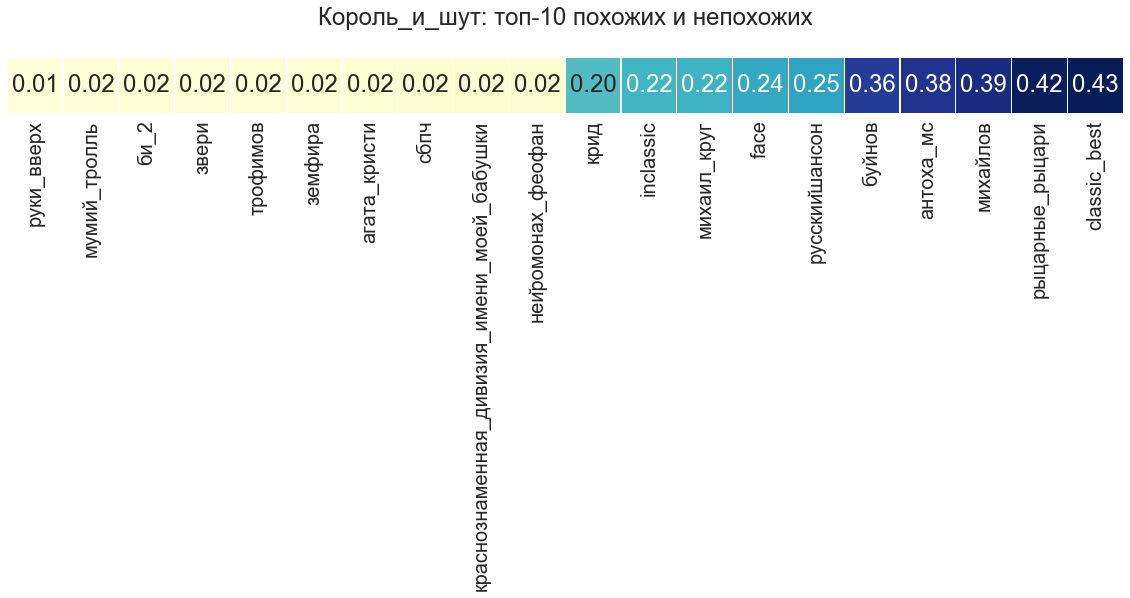 Король_и_шут: топ-10 похожих и непохожих
0.01 0.02 0.02 0.02 0.02 0.02 0.02 0.02 0.02 0.02 0.20 0.22 0.22 0.24 0.25 0.36 0.38 0.39 0.42 0.43
руки_вверх
мумий_тролль
би_2
звери
трофимов
земфира
агата_кристи
сбпч
краснознаменная_дивизия_имени_моей_бабушки
нейромонах_феофан
крид
inclassic
михаил_круг
face
русскийшансон
буйнов
антоха_мс
михайлов
рыцарные_рыцари
classic_best